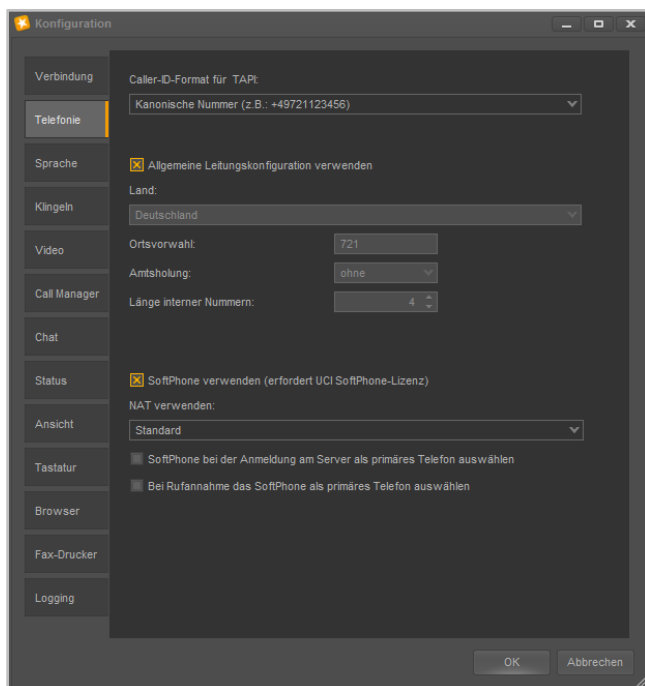 Konfiguration
Verbindung
Telefonie
Sprache
Klingeln
Video
Call Manager
Chat
Status
Ansicht
Tastatur
Browser
Fax-Drucker
Logging
Caller-ID-Format für TAPI:
Kanonische Nummer (z.B.: +49721123456)
Allgemeine Leitungskonfiguration verwenden
Land:
Deutschland
Ortsvorwahl: 721
Amtsholung: ohne
Länge interner Nummern: 4
SoftPhone verwenden (erfordert UCI SoftPhone-Lizenz)
NAT verwenden:
Standard
SoftPhone bei der Anmeldung am Server als primäres Telefon auswählen
Bei Rufannahme das SoftPhone als primäres Telefon auswählen
OK Abbrechen